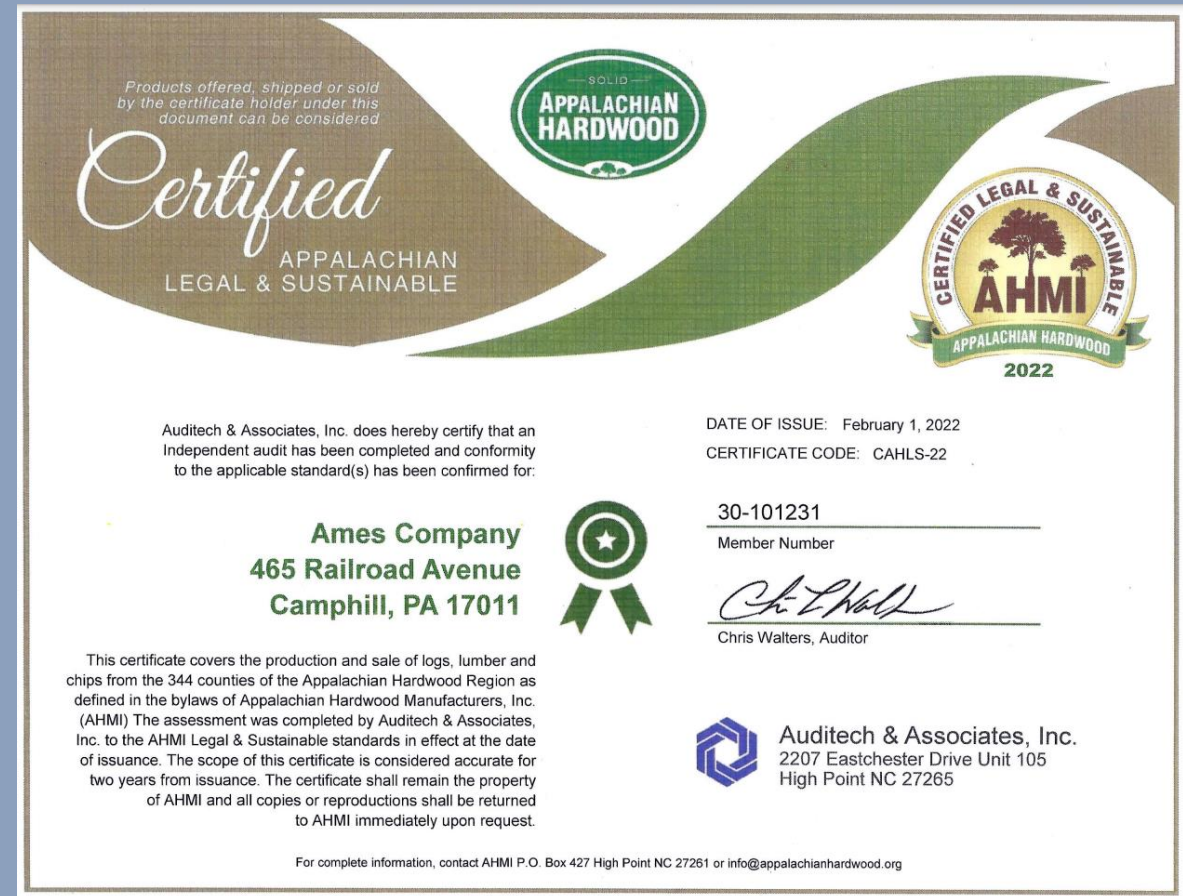 Products offered, shipped or sold
by the certificate holder under this
document can be considered
Certified
APPALACHIAN
LEGAL & SUSTAINABLE
SOLID
APPALACHIAN
HARDWOOD
CERTIFIED LEGAL & SUSTAINABLE
AHMI
APPALACHIAN HARDWOOD
2022
Auditech & Associates, Inc. does hereby certify that an
Independent audit has been completed and conformity
to the applicable standard(s) has been confirmed for:
Ames Company
465 Railroad Avenue
Camphill, PA 17011
This certificate covers the production and sale of logs, lumber and
chips from the 344 counties of the Appalachian Hardwood Region as
defined in the bylaws of Appalachian Hardwood Manufacturers, Inc.
(AHMI) The assessment was completed by Auditech & Associates,
Inc. to the AHMI Legal & Sustainable standards in effect at the date
of issuance. The scope of this certificate is considered accurate for
two years from issuance. The certificate shall remain the property
of AHMI and all copies or reproductions shall be returned
to AHMI immediately upon request.
DATE OF ISSUE: February 1, 2022
CERTIFICATE CODE: CAHLS-22
30-101231
Member Number
Chris Walters, Auditor
Auditech & Associates, Inc.
2207 Eastchester Drive Unit 105
High Point NC 27265
For complete information, contact AHMI P.O. Box 427 High Point NC 27261 or info@appalachianhardwood.org